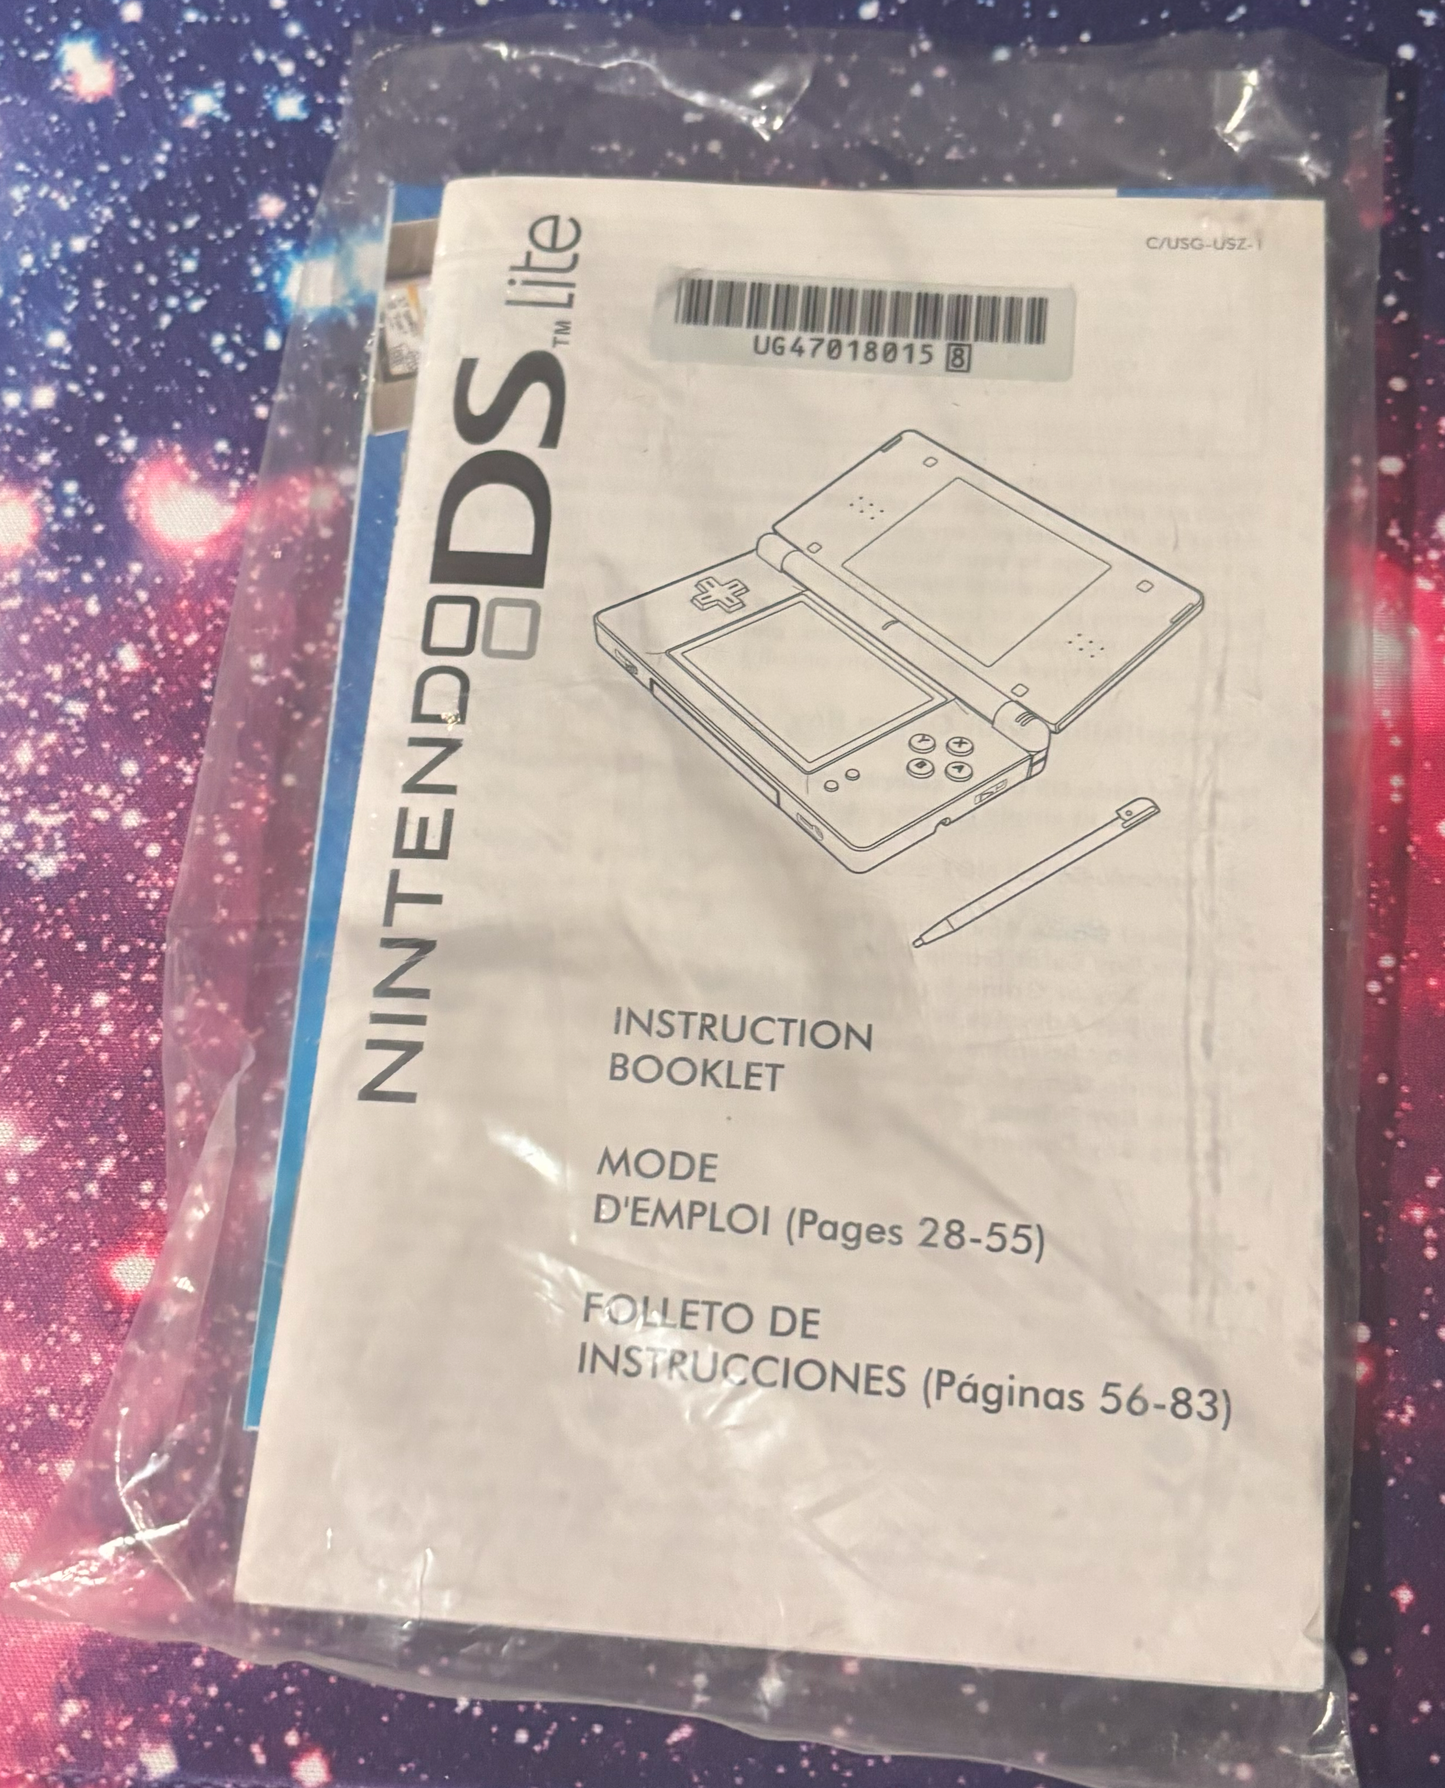 C/USG-USZ-1
NINTENDO DS™ Lite
UG47018015 8
INSTRUCTION
BOOKLET
MODE
D'EMPLOI (Pages 28-55)
FOLLETO DE
INSTRUCCIONES (Páginas 56-83)